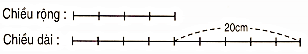 Chiều rộng :
20cm
Chiều dài :